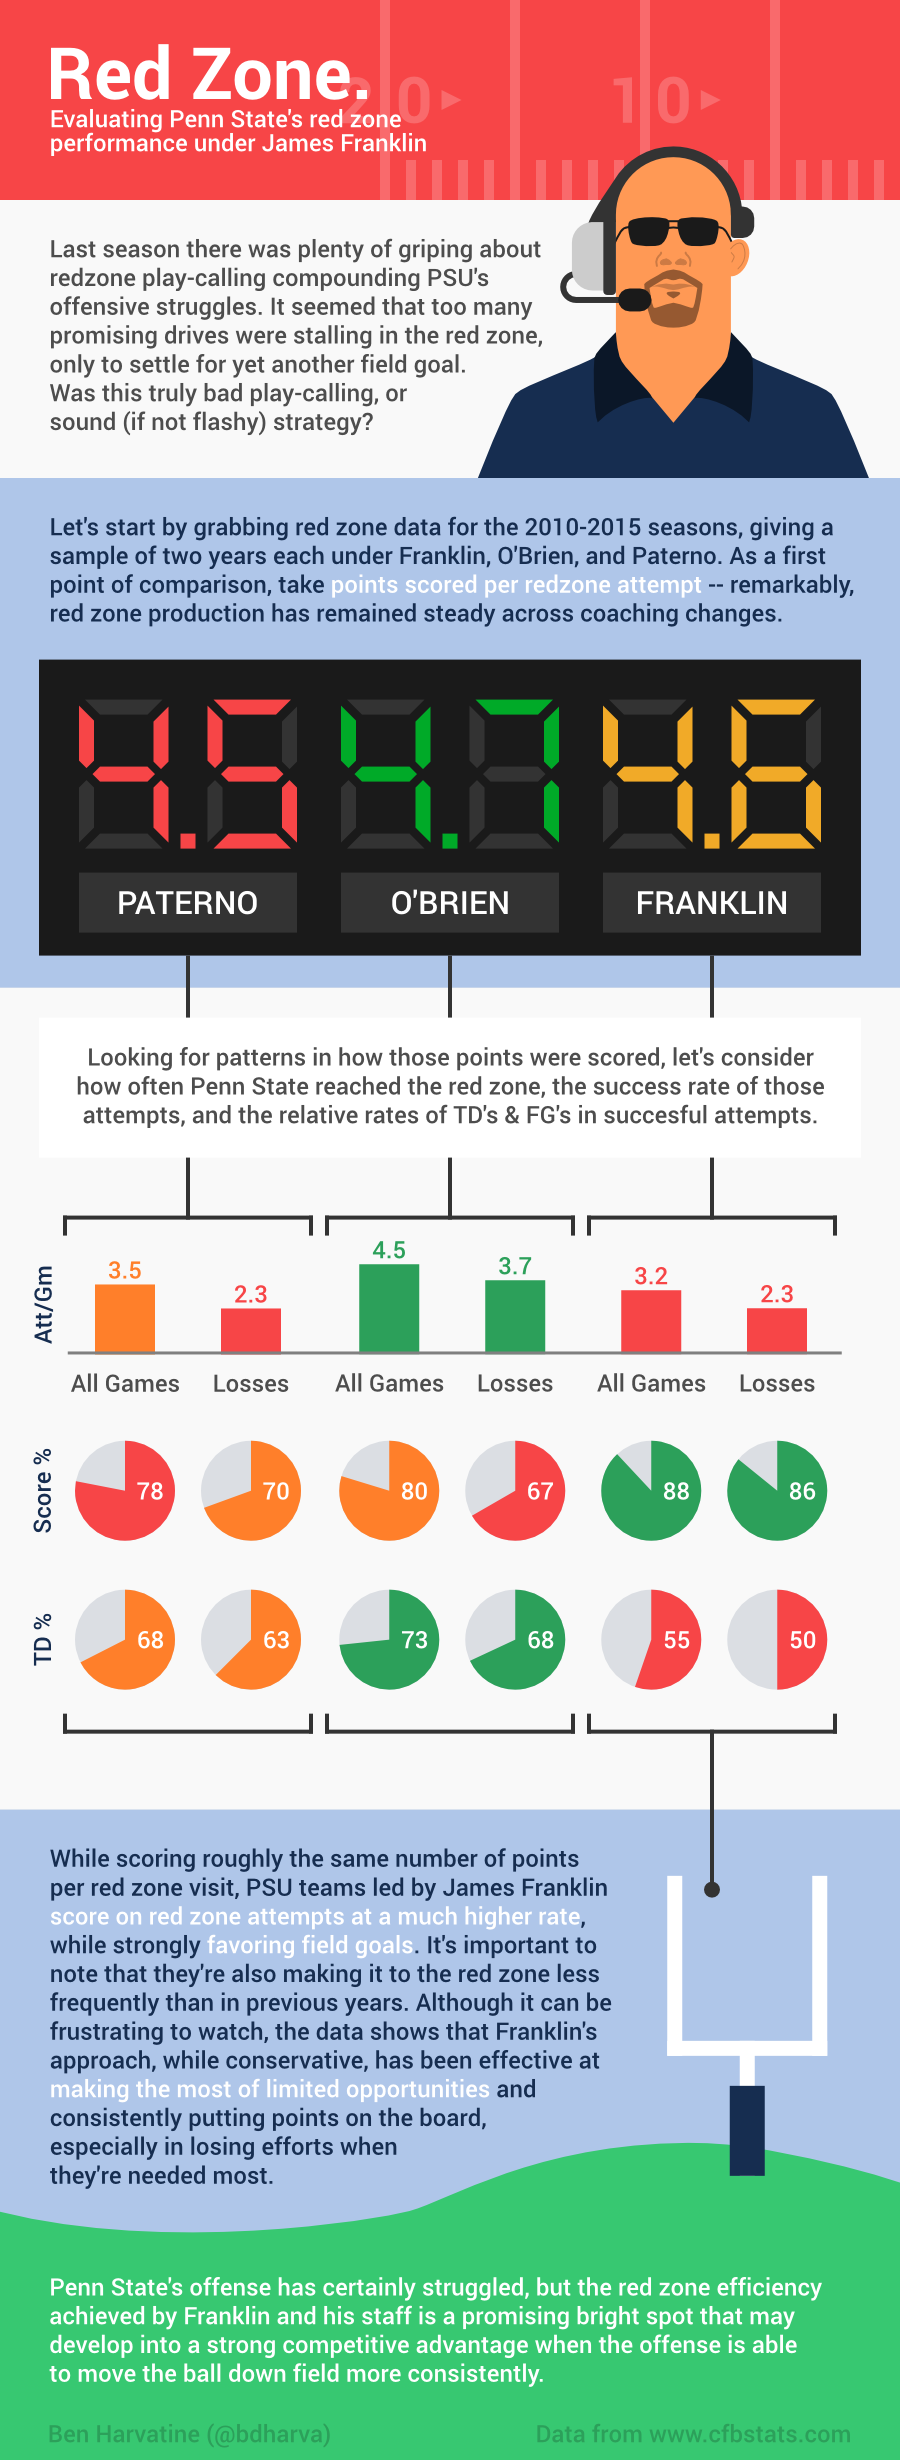 Red Zone.
20 10
Evaluating Penn State's red zone
performance under James Franklin
Last season there was plenty of griping about
redzone play-calling compounding PSU's
offensive struggles. It seemed that too many
promising drives were stalling in the red zone,
only to settle for yet another field goal.
Was this truly bad play-calling, or
sound (if not flashy) strategy?
Let's start by grabbing red zone data for the 2010-2015 seasons, giving a
sample of two years each under Franklin, O'Brien, and Paterno. As a first
point of comparison, take points scored per redzone attempt -- remarkably,
red zone production has remained steady across coaching changes.
4.5 4.7 4.6
PATERNO O'BRIEN FRANKLIN
Looking for patterns in how those points were scored, let's consider
how often Penn State reached the red zone, the success rate of those
attempts, and the relative rates of TD's & FG's in succesful attempts.
Att/Gm
3.5 2.3 4.5 3.7 3.2 2.3
All Games Losses All Games Losses All Games Losses
Score %
78 70 80 67 88 86
TD %
68 63 73 68 55 50
While scoring roughly the same number of points
per red zone visit, PSU teams led by James Franklin
score on red zone attempts at a much higher rate,
while strongly favoring field goals. It's important to
note that they're also making it to the red zone less
frequently than in previous years. Although it can be
frustrating to watch, the data shows that Franklin's
approach, while conservative, has been effective at
making the most of limited opportunities and
consistently putting points on the board,
especially in losing efforts when
they're needed most.
Penn State's offense has certainly struggled, but the red zone efficiency
achieved by Franklin and his staff is a promising bright spot that may
develop into a strong competitive advantage when the offense is able
to move the ball down field more consistently.
Ben Harvatine (@bdharva) Data from www.cfbstats.com